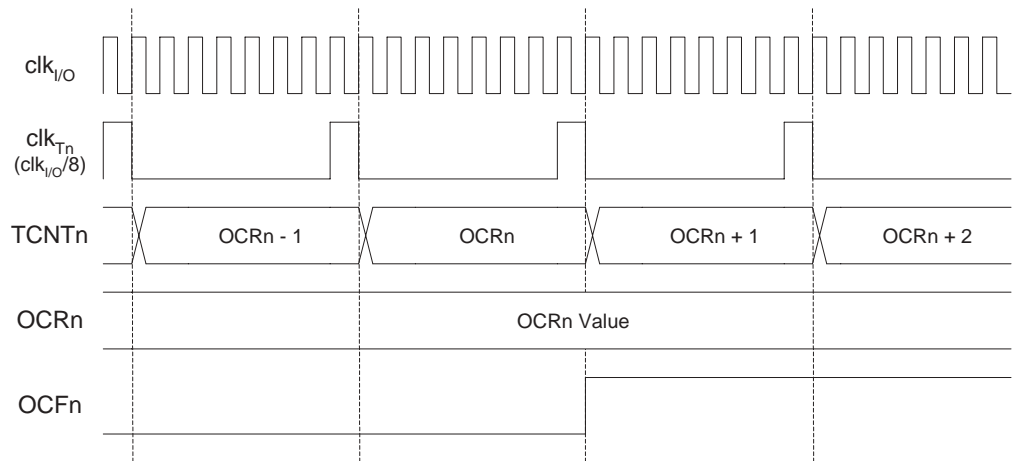 clkI/O
clkTn
(clkI/O/8)
TCNTn
OCRn - 1
OCRn
OCRn + 1
OCRn + 2
OCRn
OCRn Value
OCFn